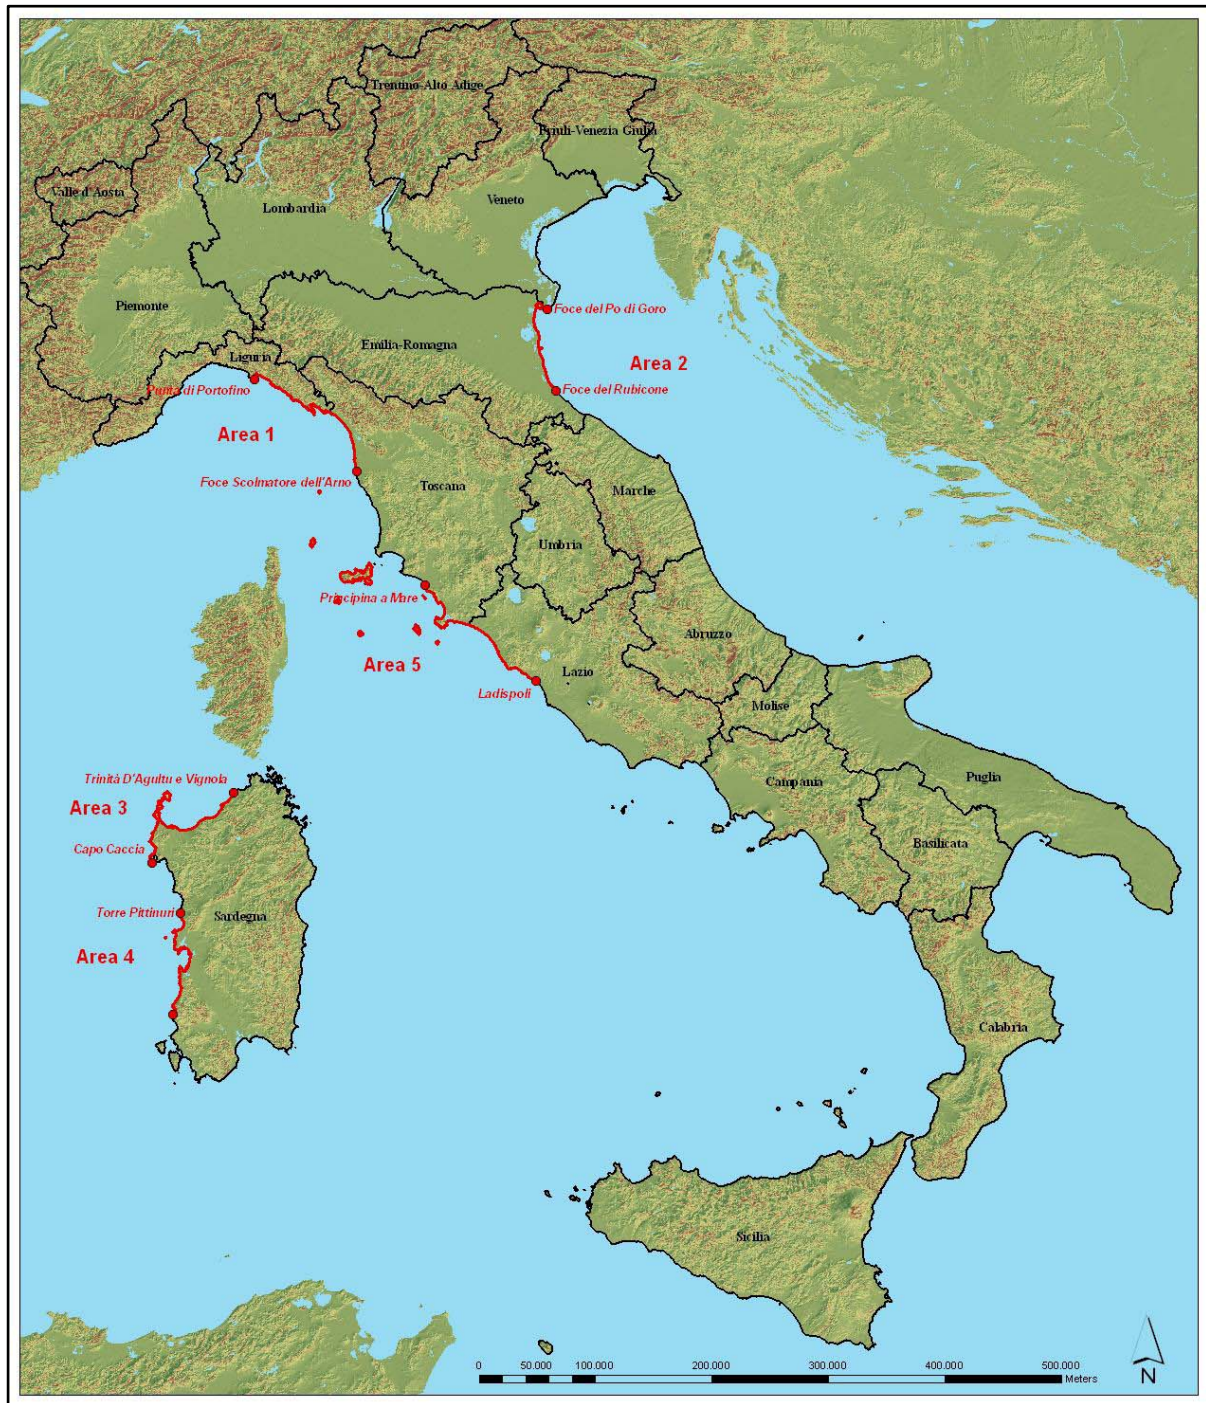 Trentino-Alto Adige
Friuli-Venezia Giulia
Valle d'Aosta
Lombardia
Veneto
Piemonte
Foce del Po di Goro
Emilia-Romagna
Liguria
Area 2
Punta di Portofino
Foce del Rubicone
Area 1
Foce Scolmatore dell'Arno
Toscana
Marche
Umbria
Principina a Mare
Abruzzo
Area 5
Lazio
Ladispoli
Molise
Trinità D'Agultu e Vignola
Campania
Puglia
Area 3
Capo Caccia
Basilicata
Torre Pittinuri
Sardegna
Area 4
Calabria
Sicilia
0 50.000 100.000 200.000 300.000 400.000 500.000
Meters
N